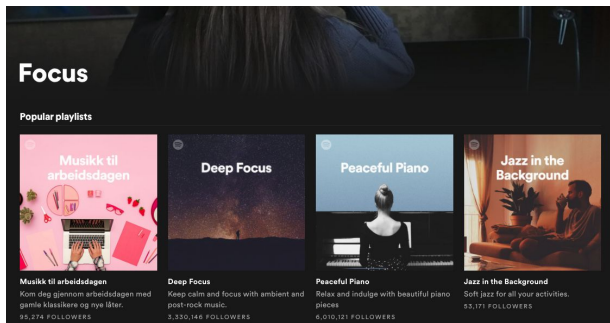 Focus
Popular playlists
Musikk til
arbeidsdagen
Deep Focus
Peaceful Piano
Jazz in the
Background
Musikk til arbeidsdagen
Kom deg gjennom arbeidsdagen med
gamle klassikere og nye låter.
95,274 FOLLOWERS
Deep Focus
Keep calm and focus with ambient and
post-rock music.
3,330,146 FOLLOWERS
Peaceful Piano
Relax and indulge with beautiful piano
pieces
6,010,121 FOLLOWERS
Jazz in the Background
Soft jazz for all your activities.
53,171 FOLLOWERS